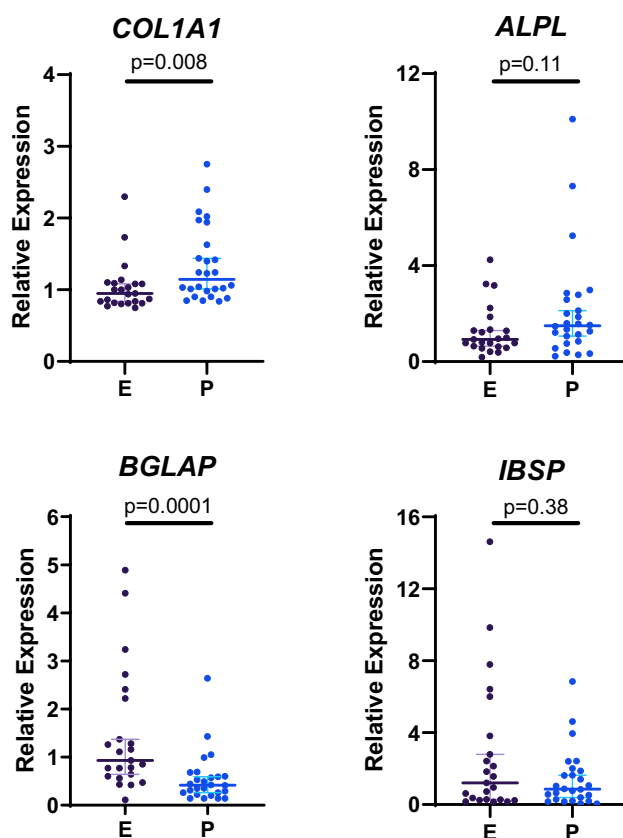 COL1A1
p=0.008
Relative Expression
4
3
2
1
0
E P
ALPL
p=0.11
Relative Expression
12
8
4
0
E P
BGLAP
p=0.0001
Relative Expression
6
5
4
3
2
1
0
E P
IBSP
p=0.38
Relative Expression
16
12
8
4
0
E P